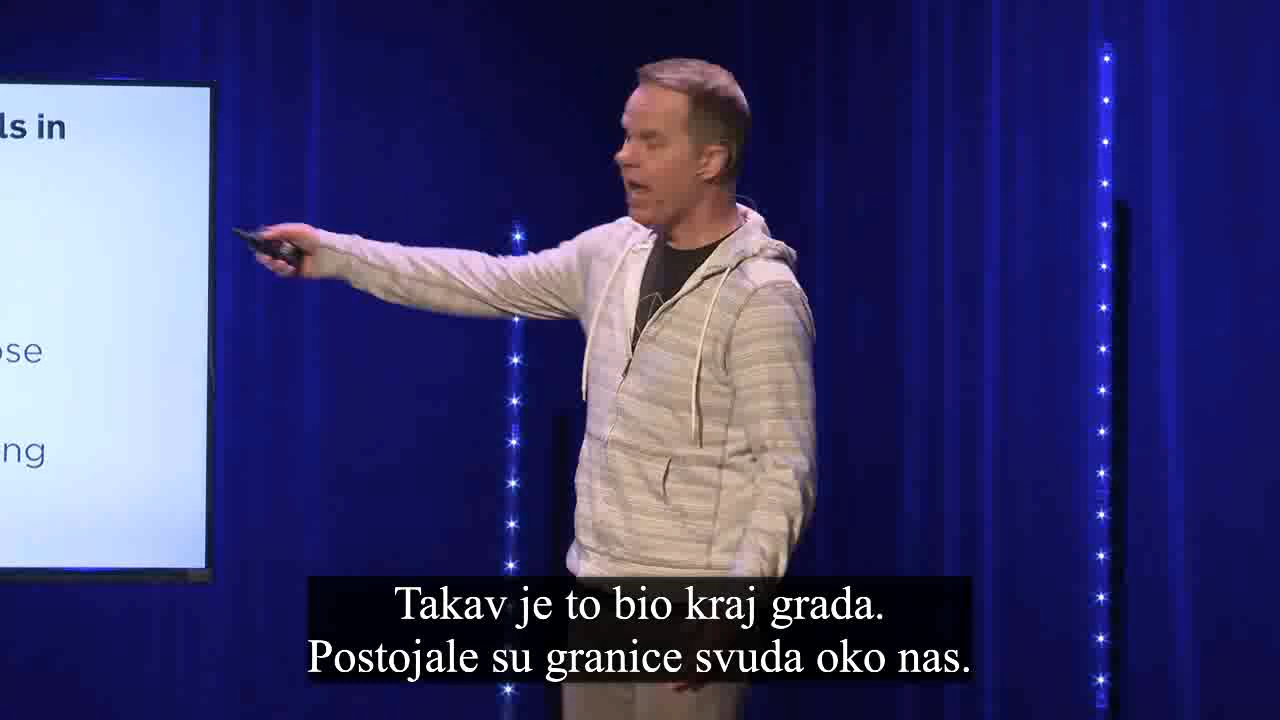 ls in
ose
ng
Takav je to bio kraj grada.
Postojale su granice svuda oko nas.